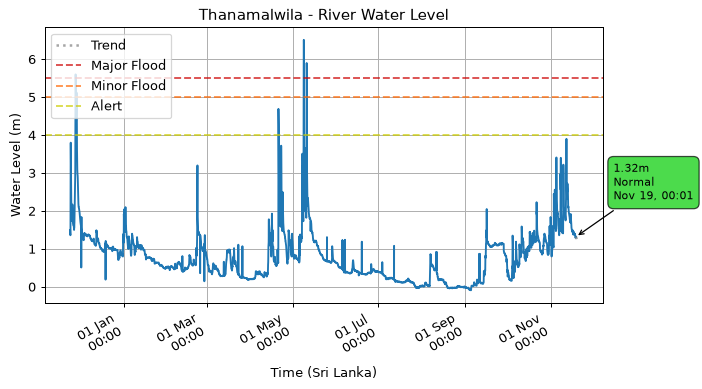 Thanamalwila - River Water Level
Trend
Major Flood
Minor Flood
Alert
Water Level (m)
6
5
4
3
2
1
0
1.32m
Normal
Nov 19, 00:01
01 Jan
00:00
01 Mar
00:00
01 May
00:00
01 Jul
00:00
01 Sep
00:00
01 Nov
00:00
Time (Sri Lanka)